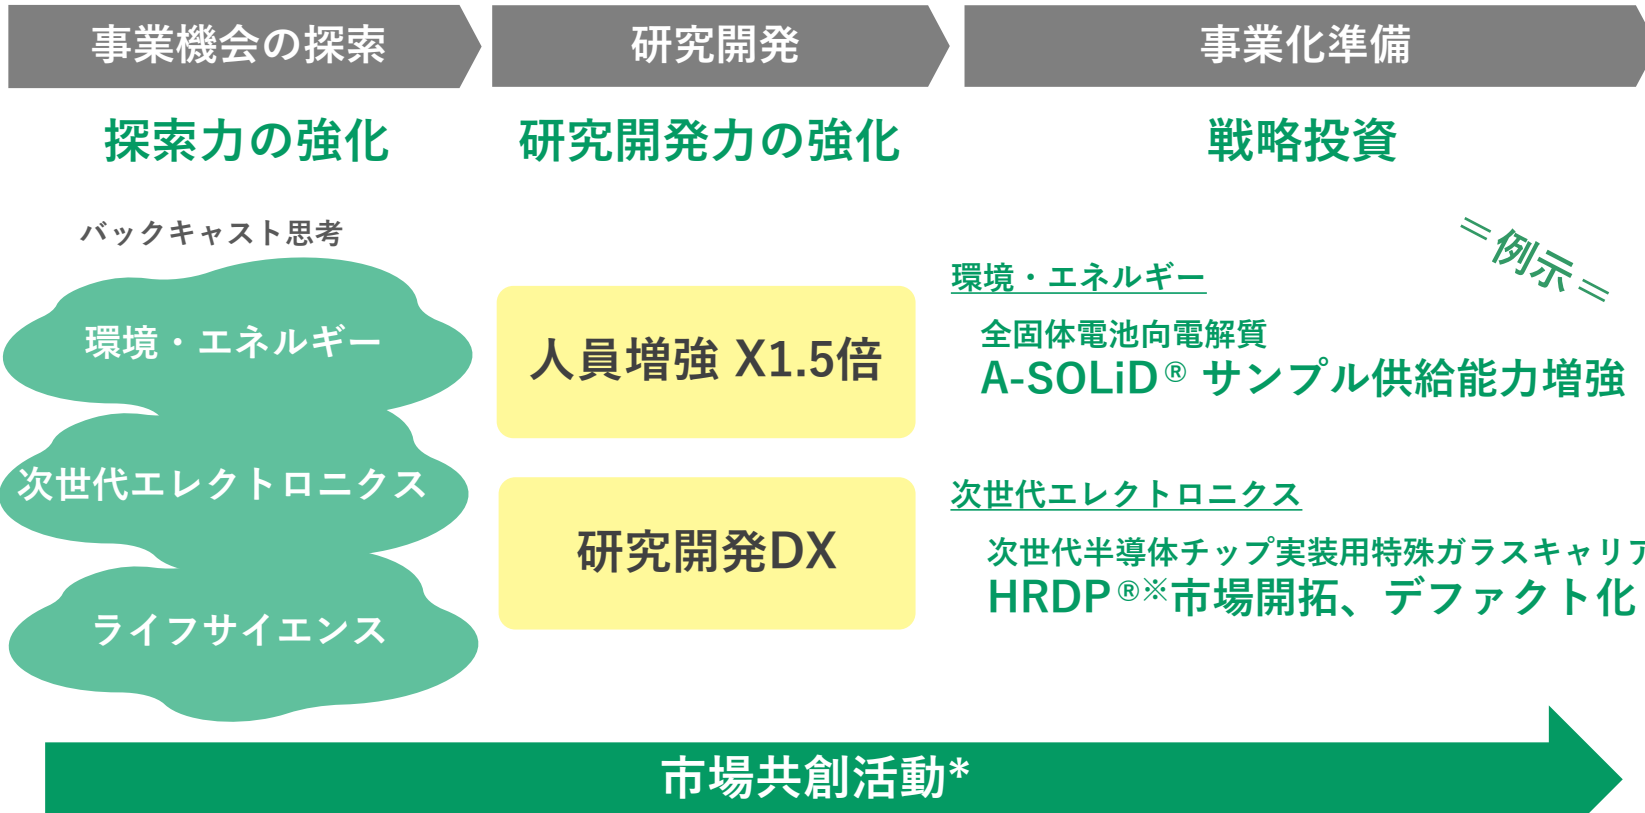 事業機会の探索
研究開発
事業化準備
探索力の強化
研究開発力の強化
戦略投資
バックキャスト思考
環境・エネルギー
次世代エレクトロニクス
ライフサイエンス
人員増強 X1.5倍
研究開発DX
=例示=
環境・エネルギー
全固体電池向電解質
A-SOLiD® サンプル供給能力増強
次世代エレクトロニクス
次世代半導体チップ実装用特殊ガラスキャリア
HRDP®※市場開拓、デファクト化
市場共創活動*